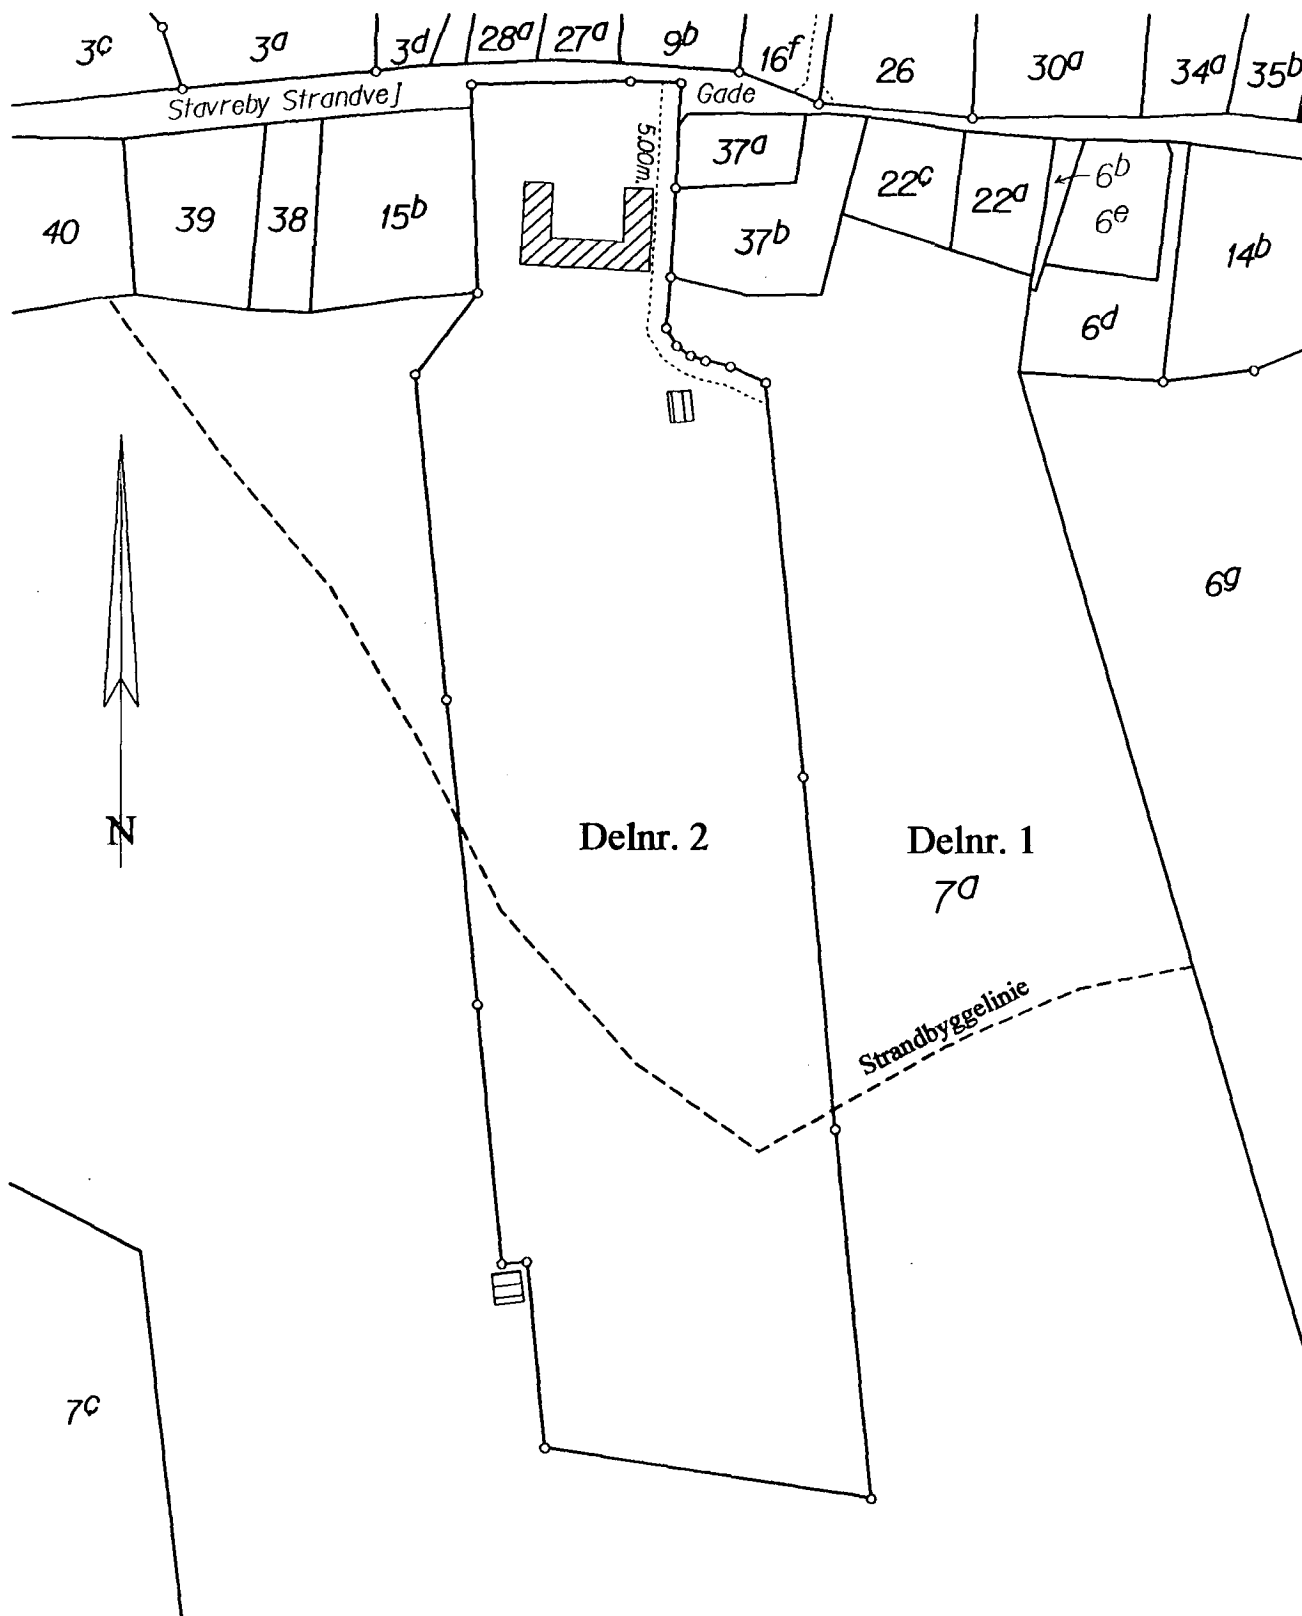 3c
3a
3d
28a
27a
9b
16f
26
30a
34a
35b
Stavreby Strandvej
Gade
5.00m.
37a
40
39
38
15b
37b
22c
22a
6b
6e
14b
6d
6g
N
Delnr. 2
Delnr. 1
7a
Strandbyggelinie
7c